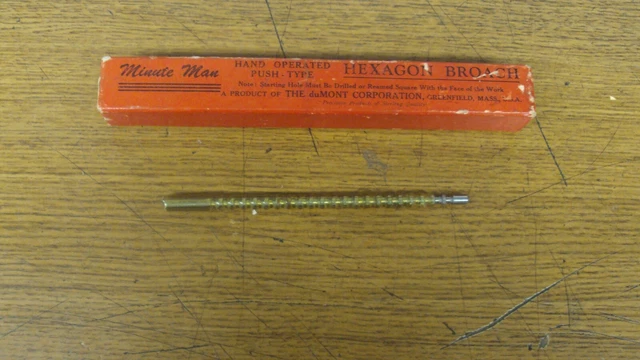 Minute Man
HAND OPERATED
PUSH-TYPE
HEXAGON BROACH
Note: Starting Hole Must Be Drilled or Reamed Square With the Face of the Work
A PRODUCT OF THE duMONT CORPORATION, GREENFIELD, MASS., U.S.A.